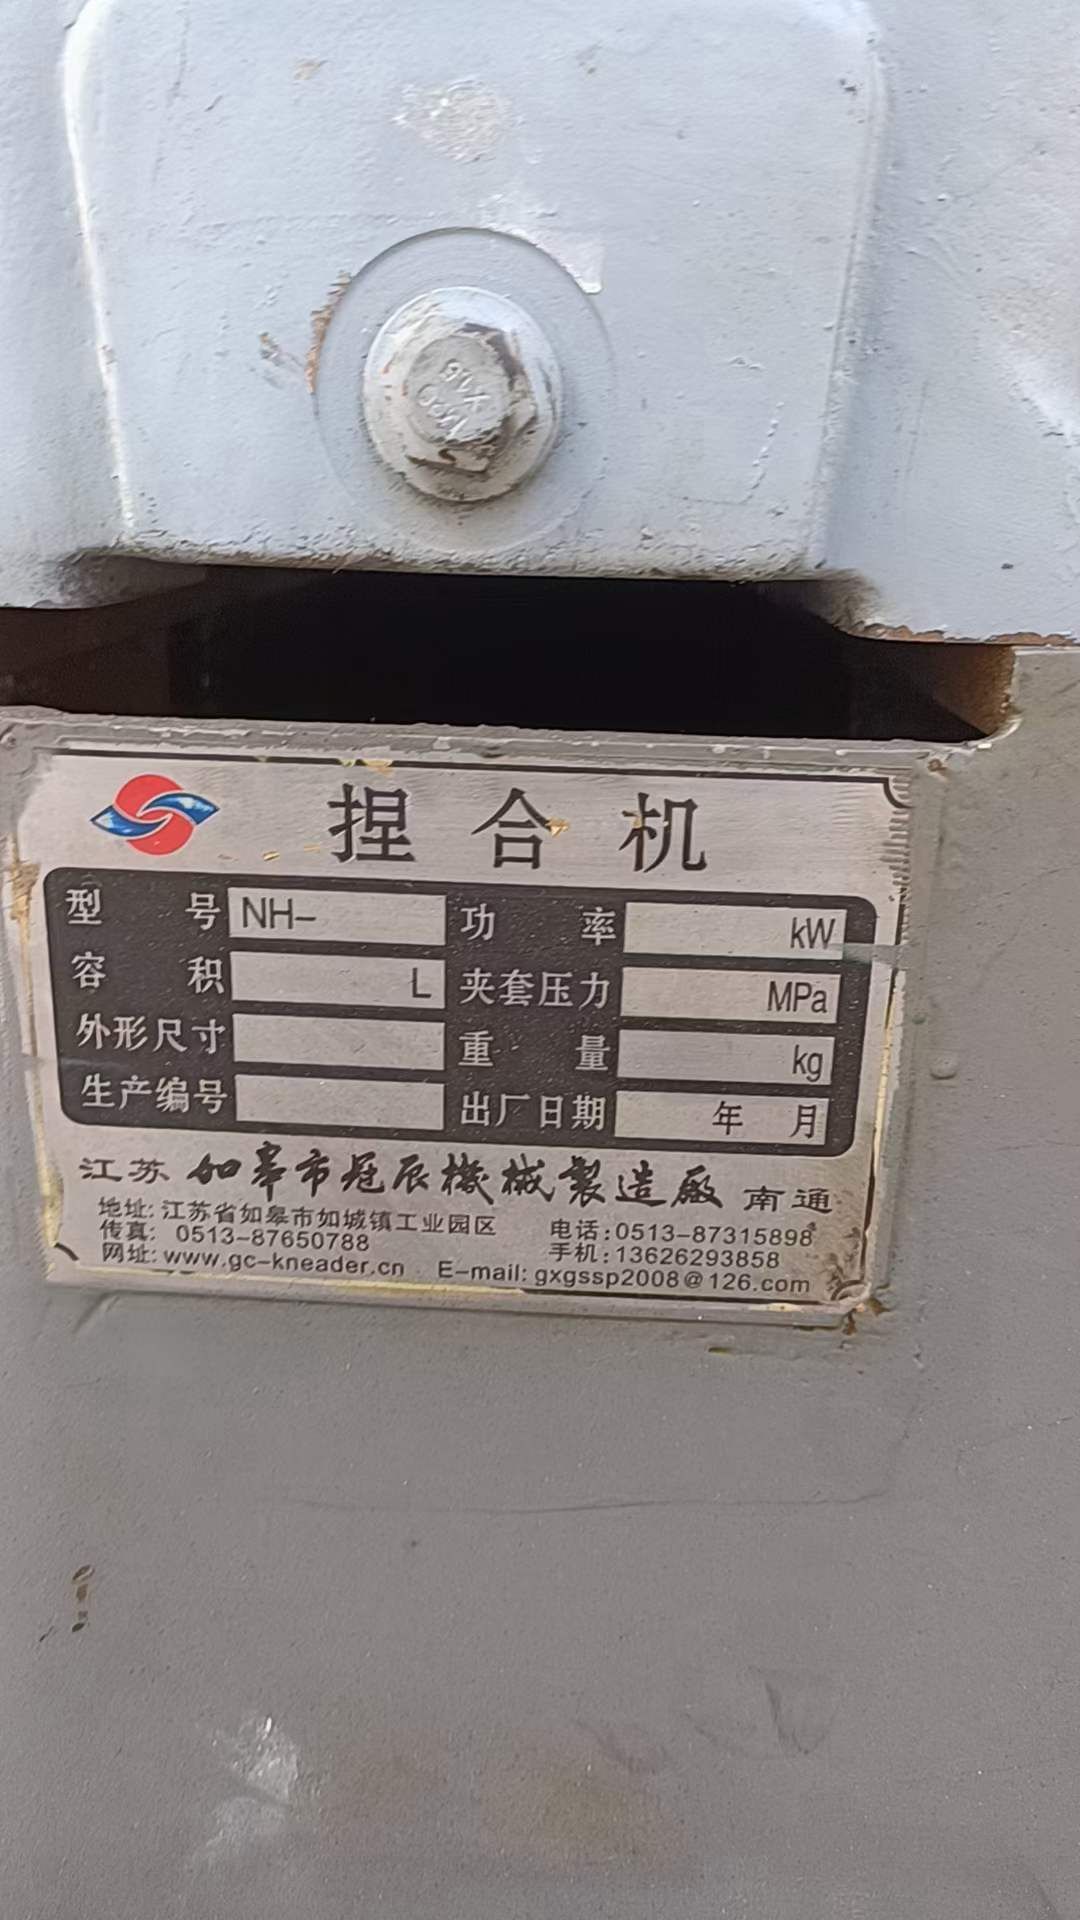 捏合机
型号 NH- 功率 kW
容积 L 夹套压力 MPa
外形尺寸 重量 kg
生产编号 出厂日期 年 月
江苏 如皋市冠辰機械製造廠 南通
地址: 江苏省如皋市如城镇工业园区 电话: 0513-87315898
传真: 0513-87650788 手机: 13626293858
网址: www.gc-kneader.cn E-mail: gxgssp2008@126.com